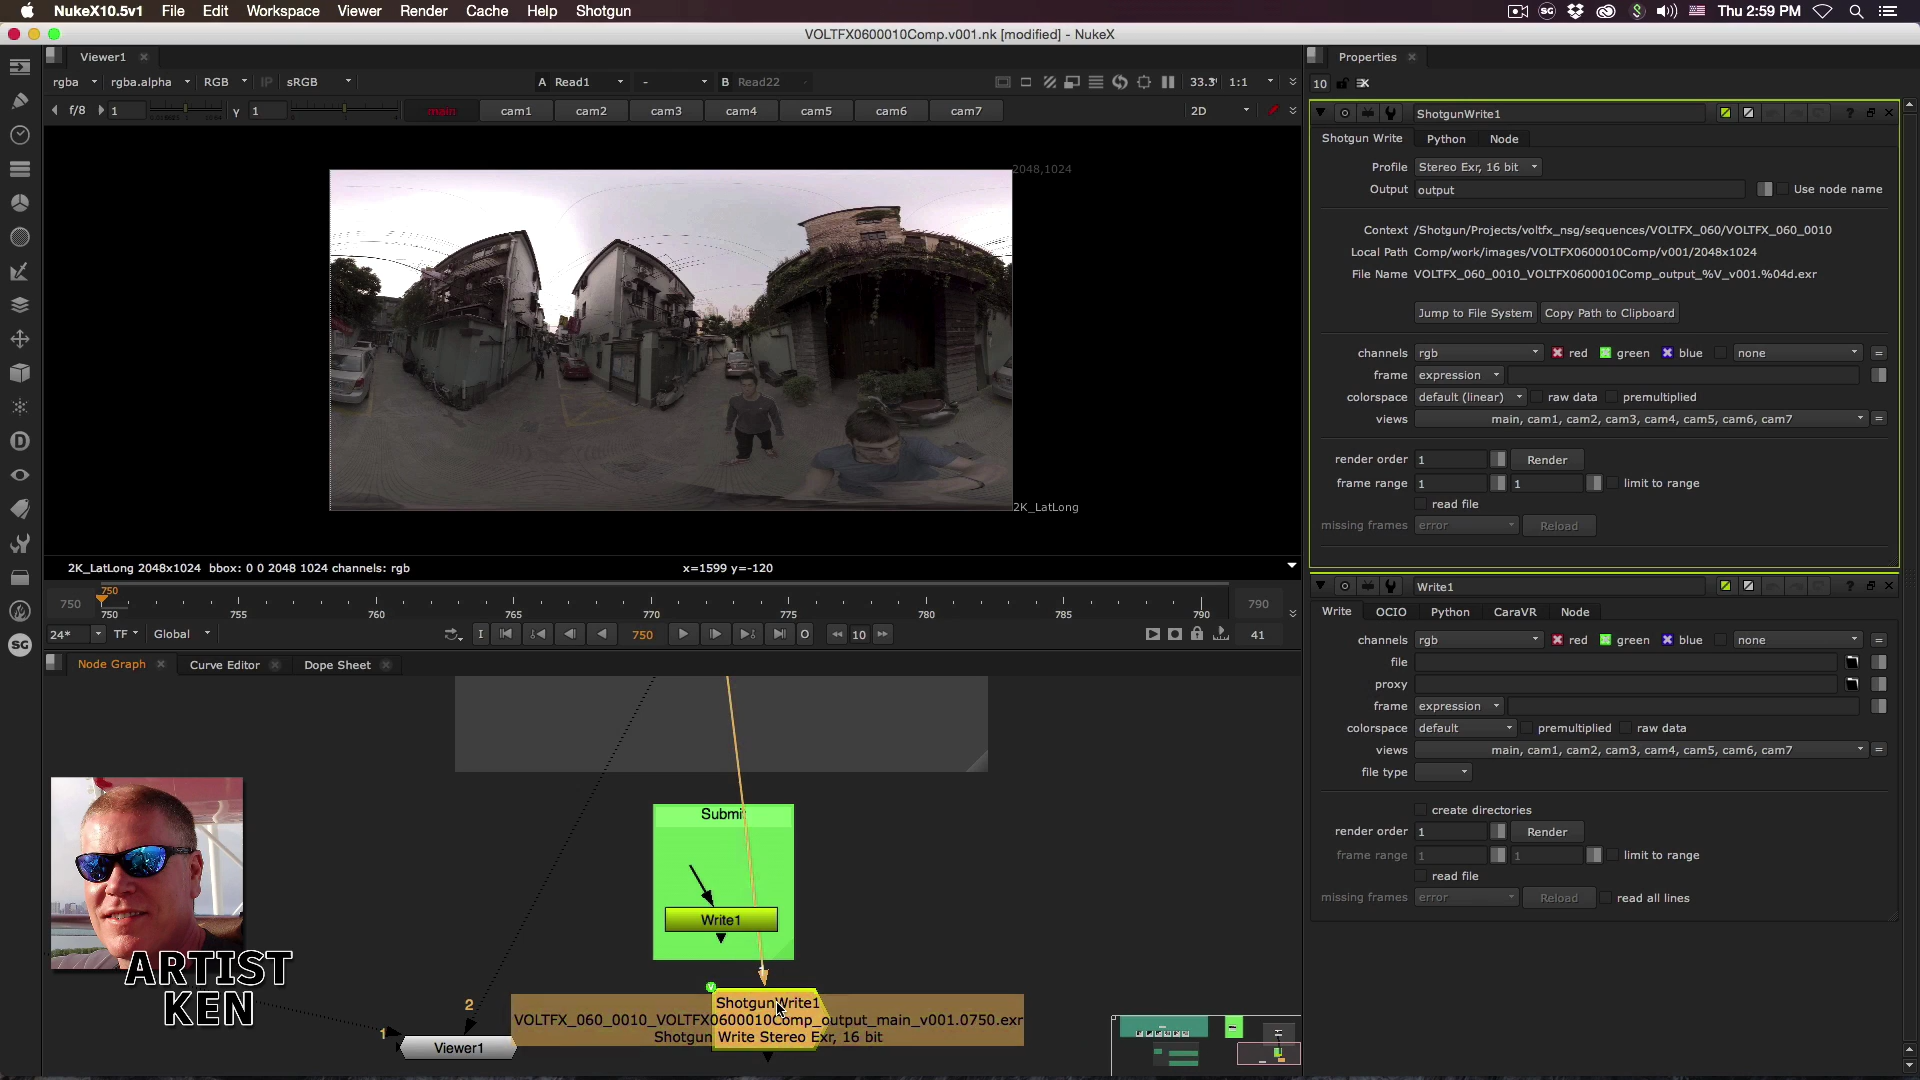 NukeX10.5v1 File Edit Workspace Viewer Render Cache Help Shotgun Thu 2:59 PM
VOLTFX0600010Comp.v001.nk [modified] - NukeX
Viewer1
rgba rgba.alpha RGB IP sRGB A Read1 - B Read22 1:1
f/8 1 y 1 main cam1 cam2 cam3 cam4 cam5 cam6 cam7 2D
2048,1024
2K_LatLong
2K_LatLong 2048x1024 bbox: 0 0 2048 1024 channels: rgb x=1599 y=-120
750
750 750 755 760 765 770 775 780 785 790 790
24* TF Global I 750 O 10 41
Node Graph Curve Editor Dope Sheet
Submit
Write1
ShotgunWrite1
VOLTFX_060_0010_VOLTFX0600010Comp_output_main_v001.0750.exr
Shotgun Write Stereo Exr, 16 bit
2
1
Viewer1
ARTIST
KEN
Properties
10
ShotgunWrite1
Shotgun Write Python Node
Profile Stereo Exr, 16 bit
Output output Use node name
Context /Shotgun/Projects/voltfx_nsg/sequences/VOLTFX_060/VOLTFX_060_0010
Local Path Comp/work/images/VOLTFX0600010Comp/v001/2048x1024
File Name VOLTFX_060_0010_VOLTFX0600010Comp_output_%V_v001.%04d.exr
Jump to File System Copy Path to Clipboard
channels rgb red green blue none =
frame expression
colorspace default (linear) raw data premultiplied
views main, cam1, cam2, cam3, cam4, cam5, cam6, cam7 =
render order 1 Render
frame range 1 1 limit to range
read file
missing frames error Reload
Write1
Write OCIO Python CaraVR Node
channels rgb red green blue none =
file
proxy
frame expression
colorspace default premultiplied raw data
views main, cam1, cam2, cam3, cam4, cam5, cam6, cam7 =
file type
create directories
render order 1 Render
frame range 1 1 limit to range
read file
missing frames error Reload read all lines